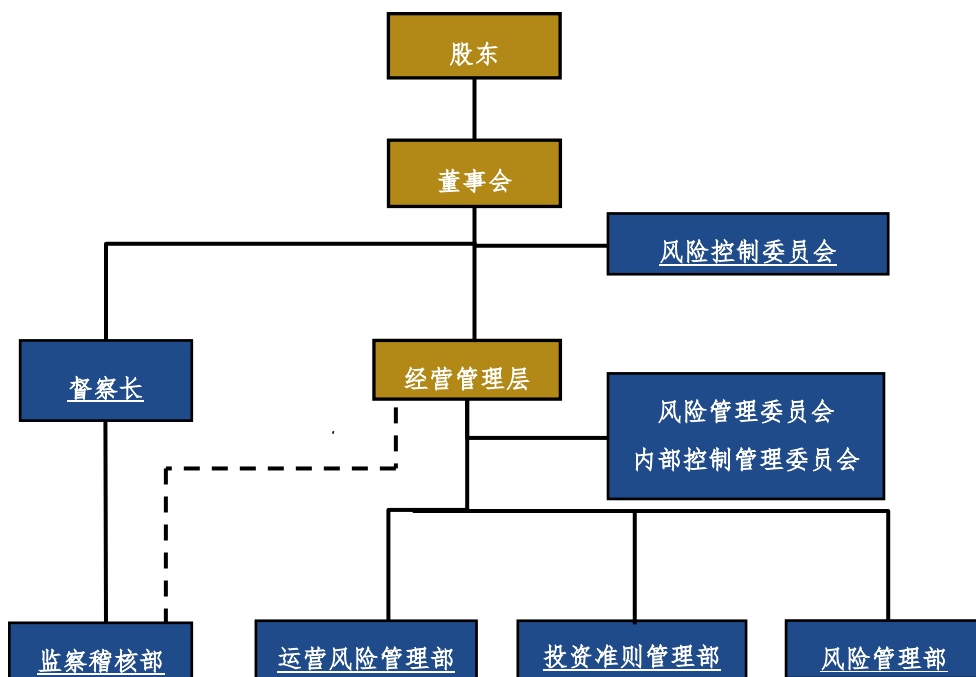 股东
董事会
风险控制委员会
督察长
经营管理层
风险管理委员会
内部控制管理委员会
监察稽核部
运营风险管理部
投资准则管理部
风险管理部